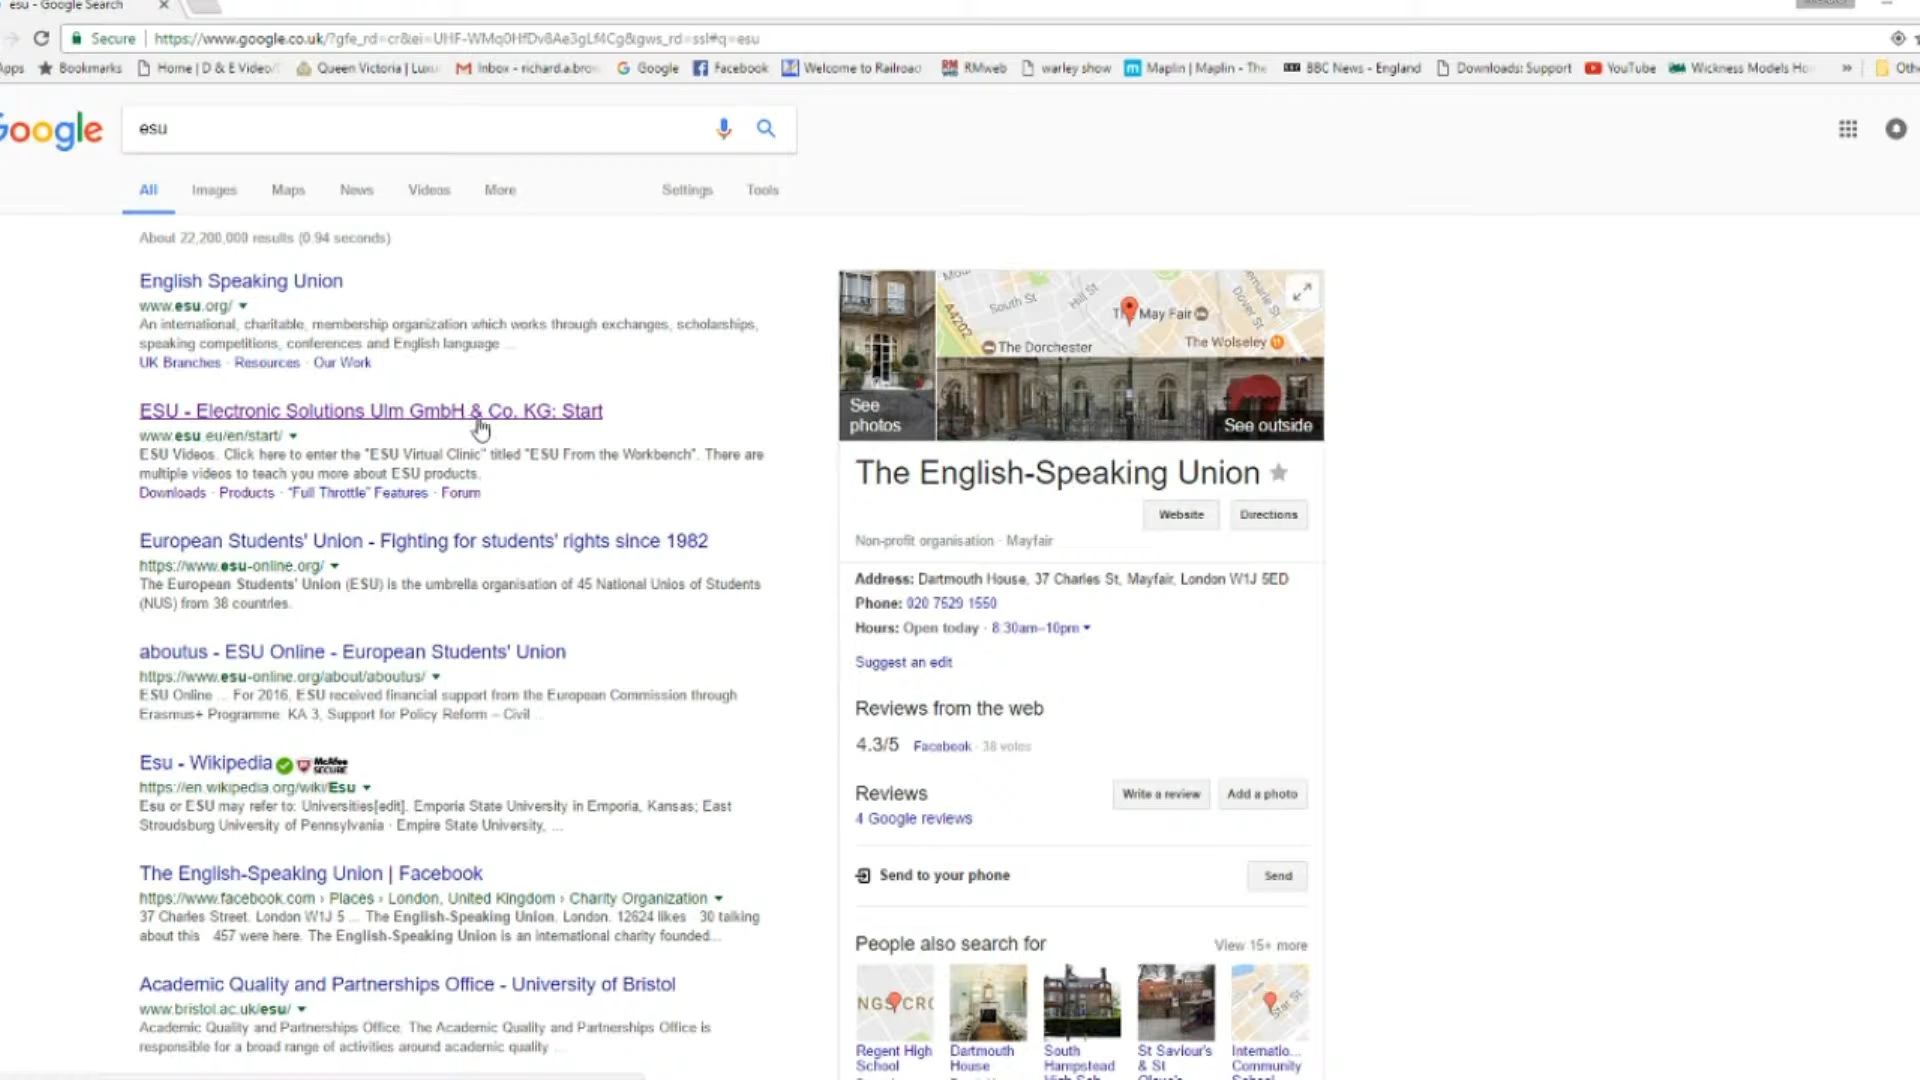 esu - Google Search
Secure | https://www.google.co.uk/?gfe_rd=cr&ei=UHF-WMq0HfDv8Ae3gLf4Cg&gws_rd=ssl#q=esu
Apps Bookmarks Home | D & E Video/ Queen Victoria | Luxu Inbox - richard.a.bro Google Facebook Welcome to Railroad RMweb warley show Maplin | Maplin - The BBC News - England Downloads: Support YouTube Wickness Models Ho » Oth
Google
esu
All Images Maps News Videos More Settings Tools
About 22,200,000 results (0.94 seconds)
English Speaking Union
www.esu.org/
An international, charitable, membership organization which works through exchanges, scholarships,
speaking competitions, conferences and English language ...
UK Branches · Resources · Our Work
ESU - Electronic Solutions Ulm GmbH & Co. KG: Start
www.esu.eu/en/start/
ESU Videos. Click here to enter the "ESU Virtual Clinic" titled "ESU From the Workbench". There are
multiple videos to teach you more about ESU products.
Downloads · Products · "Full Throttle" Features · Forum
European Students' Union - Fighting for students' rights since 1982
https://www.esu-online.org/
The European Students' Union (ESU) is the umbrella organisation of 45 National Unios of Students
(NUS) from 38 countries.
aboutus - ESU Online - European Students' Union
https://www.esu-online.org/about/aboutus/
ESU Online ... For 2016, ESU received financial support from the European Commission through
Erasmus+ Programme. KA 3, Support for Policy Reform – Civil ...
Esu - Wikipedia McAfee SECURE
https://en.wikipedia.org/wiki/Esu
Esu or ESU may refer to: Universities[edit]. Emporia State University in Emporia, Kansas; East
Stroudsburg University of Pennsylvania · Empire State University, ...
The English-Speaking Union | Facebook
https://www.facebook.com › Places › London, United Kingdom › Charity Organization
37 Charles Street. London W1J 5 ... The English-Speaking Union, London. 12624 likes · 30 talking
about this · 457 were here. The English-Speaking Union is an international charity founded...
Academic Quality and Partnerships Office - University of Bristol
www.bristol.ac.uk/esu/
Academic Quality and Partnerships Office. The Academic Quality and Partnerships Office is
responsible for a broad range of activities around academic quality ...
South St
Hill St
A4202
The May Fair
Dover St
The Dorchester
The Wolseley
See photos
See outside
The English-Speaking Union
Website Directions
Non-profit organisation · Mayfair
Address: Dartmouth House, 37 Charles St, Mayfair, London W1J 5ED
Phone: 020 7529 1550
Hours: Open today · 8:30am–10pm
Suggest an edit
Reviews from the web
4.3/5 Facebook · 38 votes
Reviews
Write a review Add a photo
4 Google reviews
Send to your phone
Send
People also search for
View 15+ more
NGS CRO
Star St
Regent High School
Dartmouth House
South Hampstead
St Saviour's & St
Internatio... Community